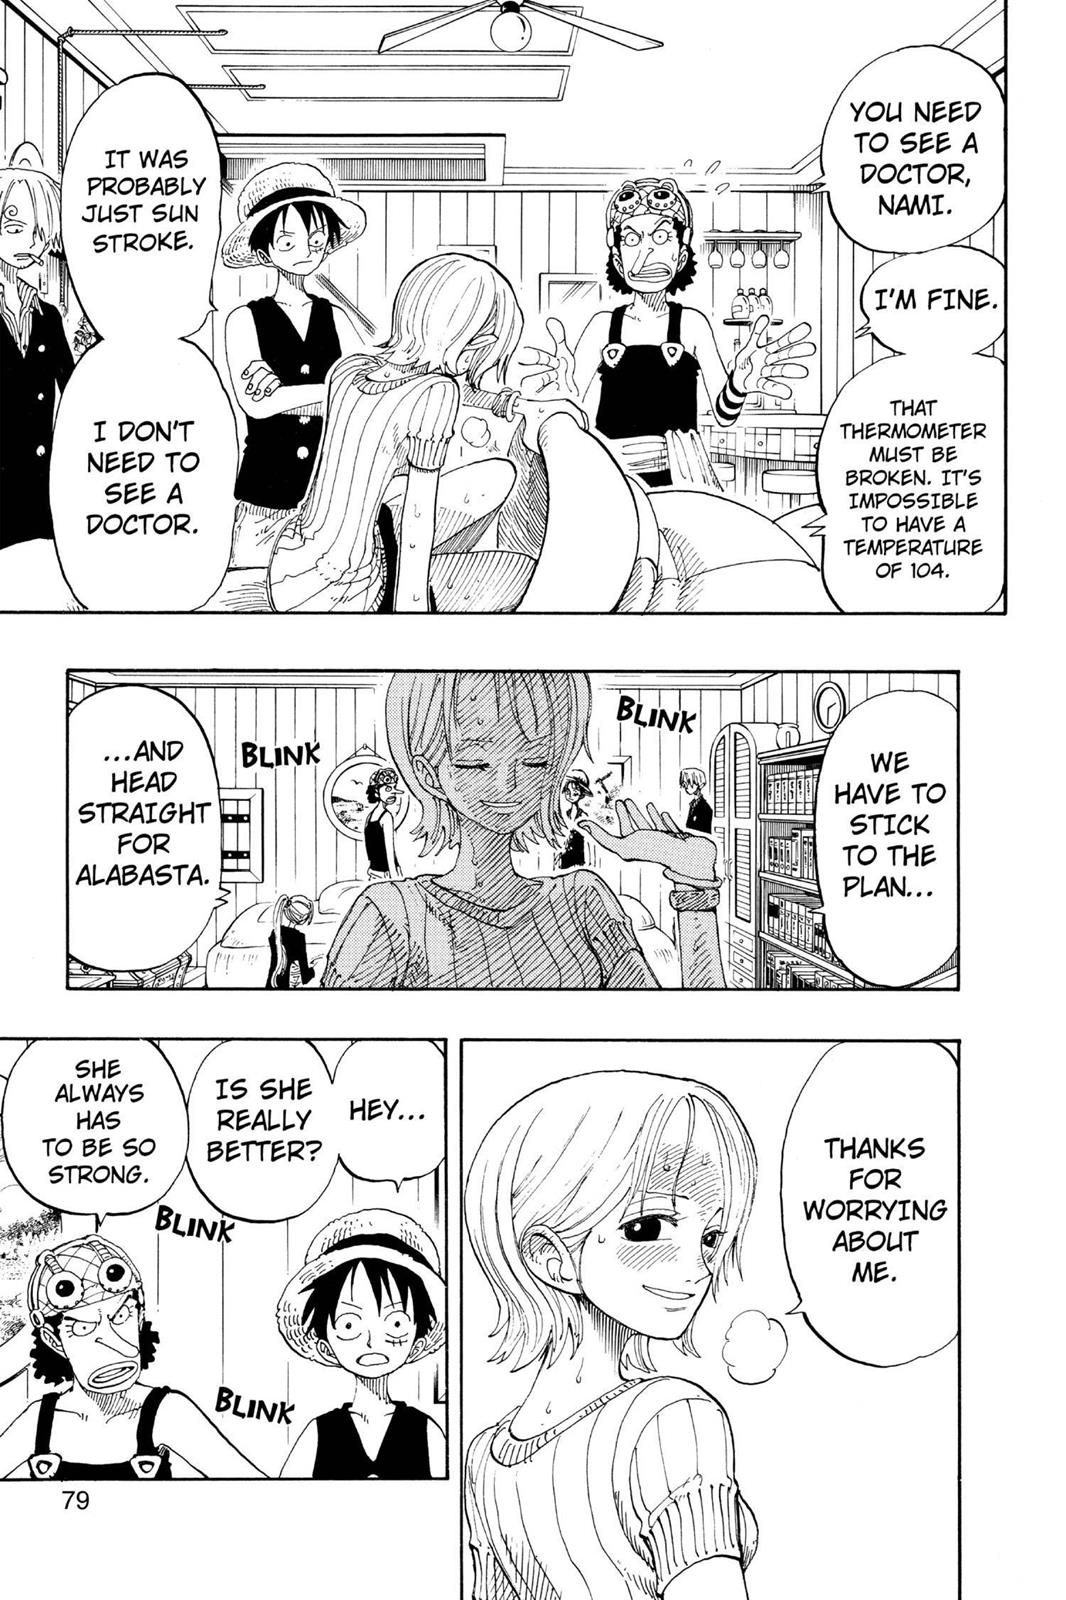 YOU NEED
TO SEE A
DOCTOR,
NAMI.
I'M FINE.
THAT
THERMOMETER
MUST BE
BROKEN. IT'S
IMPOSSIBLE
TO HAVE A
TEMPERATURE
OF 104.
IT WAS
PROBABLY
JUST SUN
STROKE.
I DON'T
NEED TO
SEE A
DOCTOR.
WE
HAVE TO
STICK
TO THE
PLAN...
BLINK
BLINK
...AND
HEAD
STRAIGHT
FOR
ALABASTA.
THANKS
FOR
WORRYING
ABOUT
ME.
HEY...
IS SHE
REALLY
BETTER?
SHE
ALWAYS
HAS
TO BE SO
STRONG.
BLINK
BLINK
79